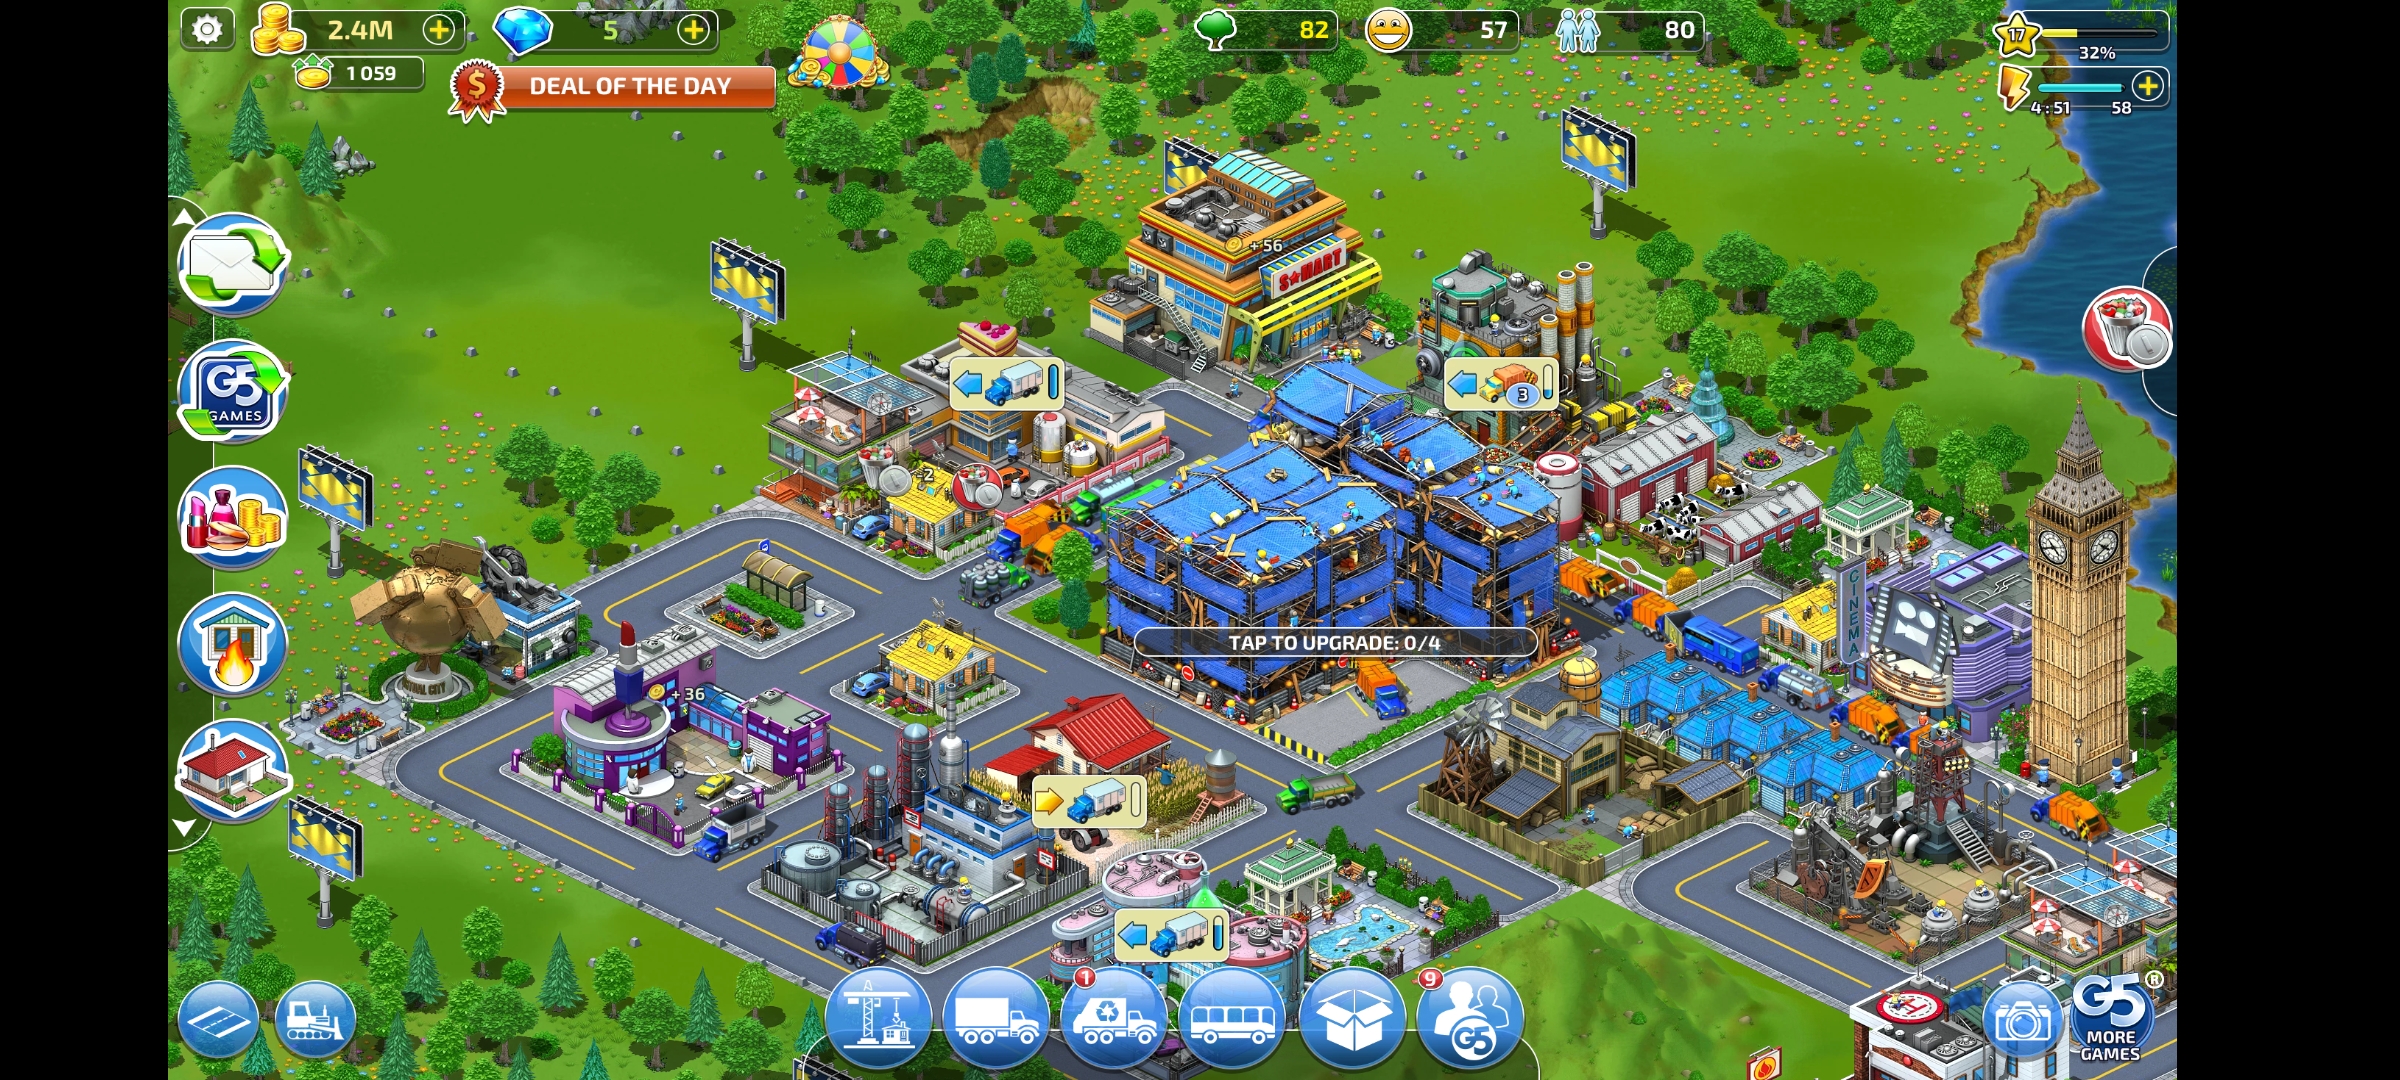 2.4M
5
82
57
80
17
32%
1 059
DEAL OF THE DAY
4:51
58
+56
S★MART
G5
GAMES
3
-2
CINEMA
TAP TO UPGRADE: 0/4
+36
1
9
G5
H
G5 ®
MORE
GAMES